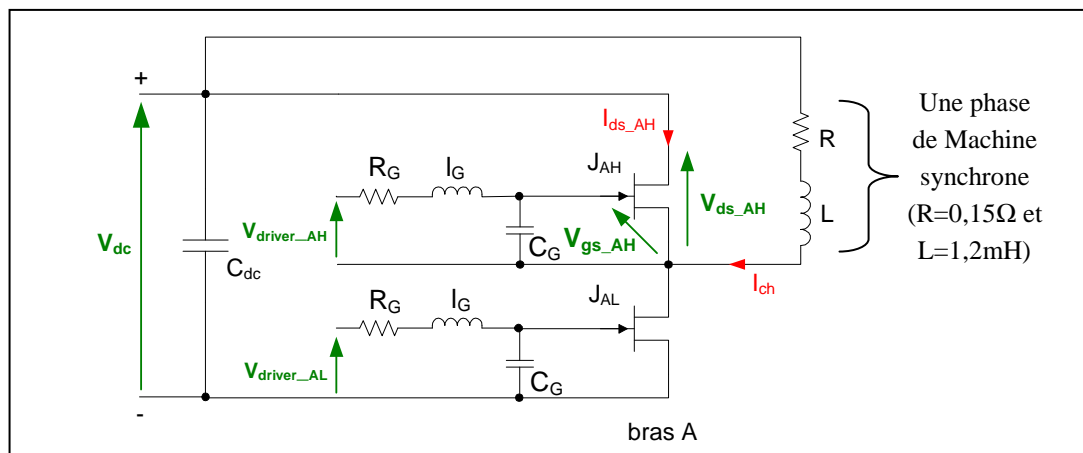 +
V_dc
-
C_dc
R_G
l_G
V_driver_AH
C_G
J_AH
I_ds_AH
V_ds_AH
V_gs_AH
R_G
l_G
V_driver_AL
C_G
J_AL
I_ch
R
L
bras A
Une phase
de Machine
synchrone
(R=0,15Ω et
L=1,2mH)